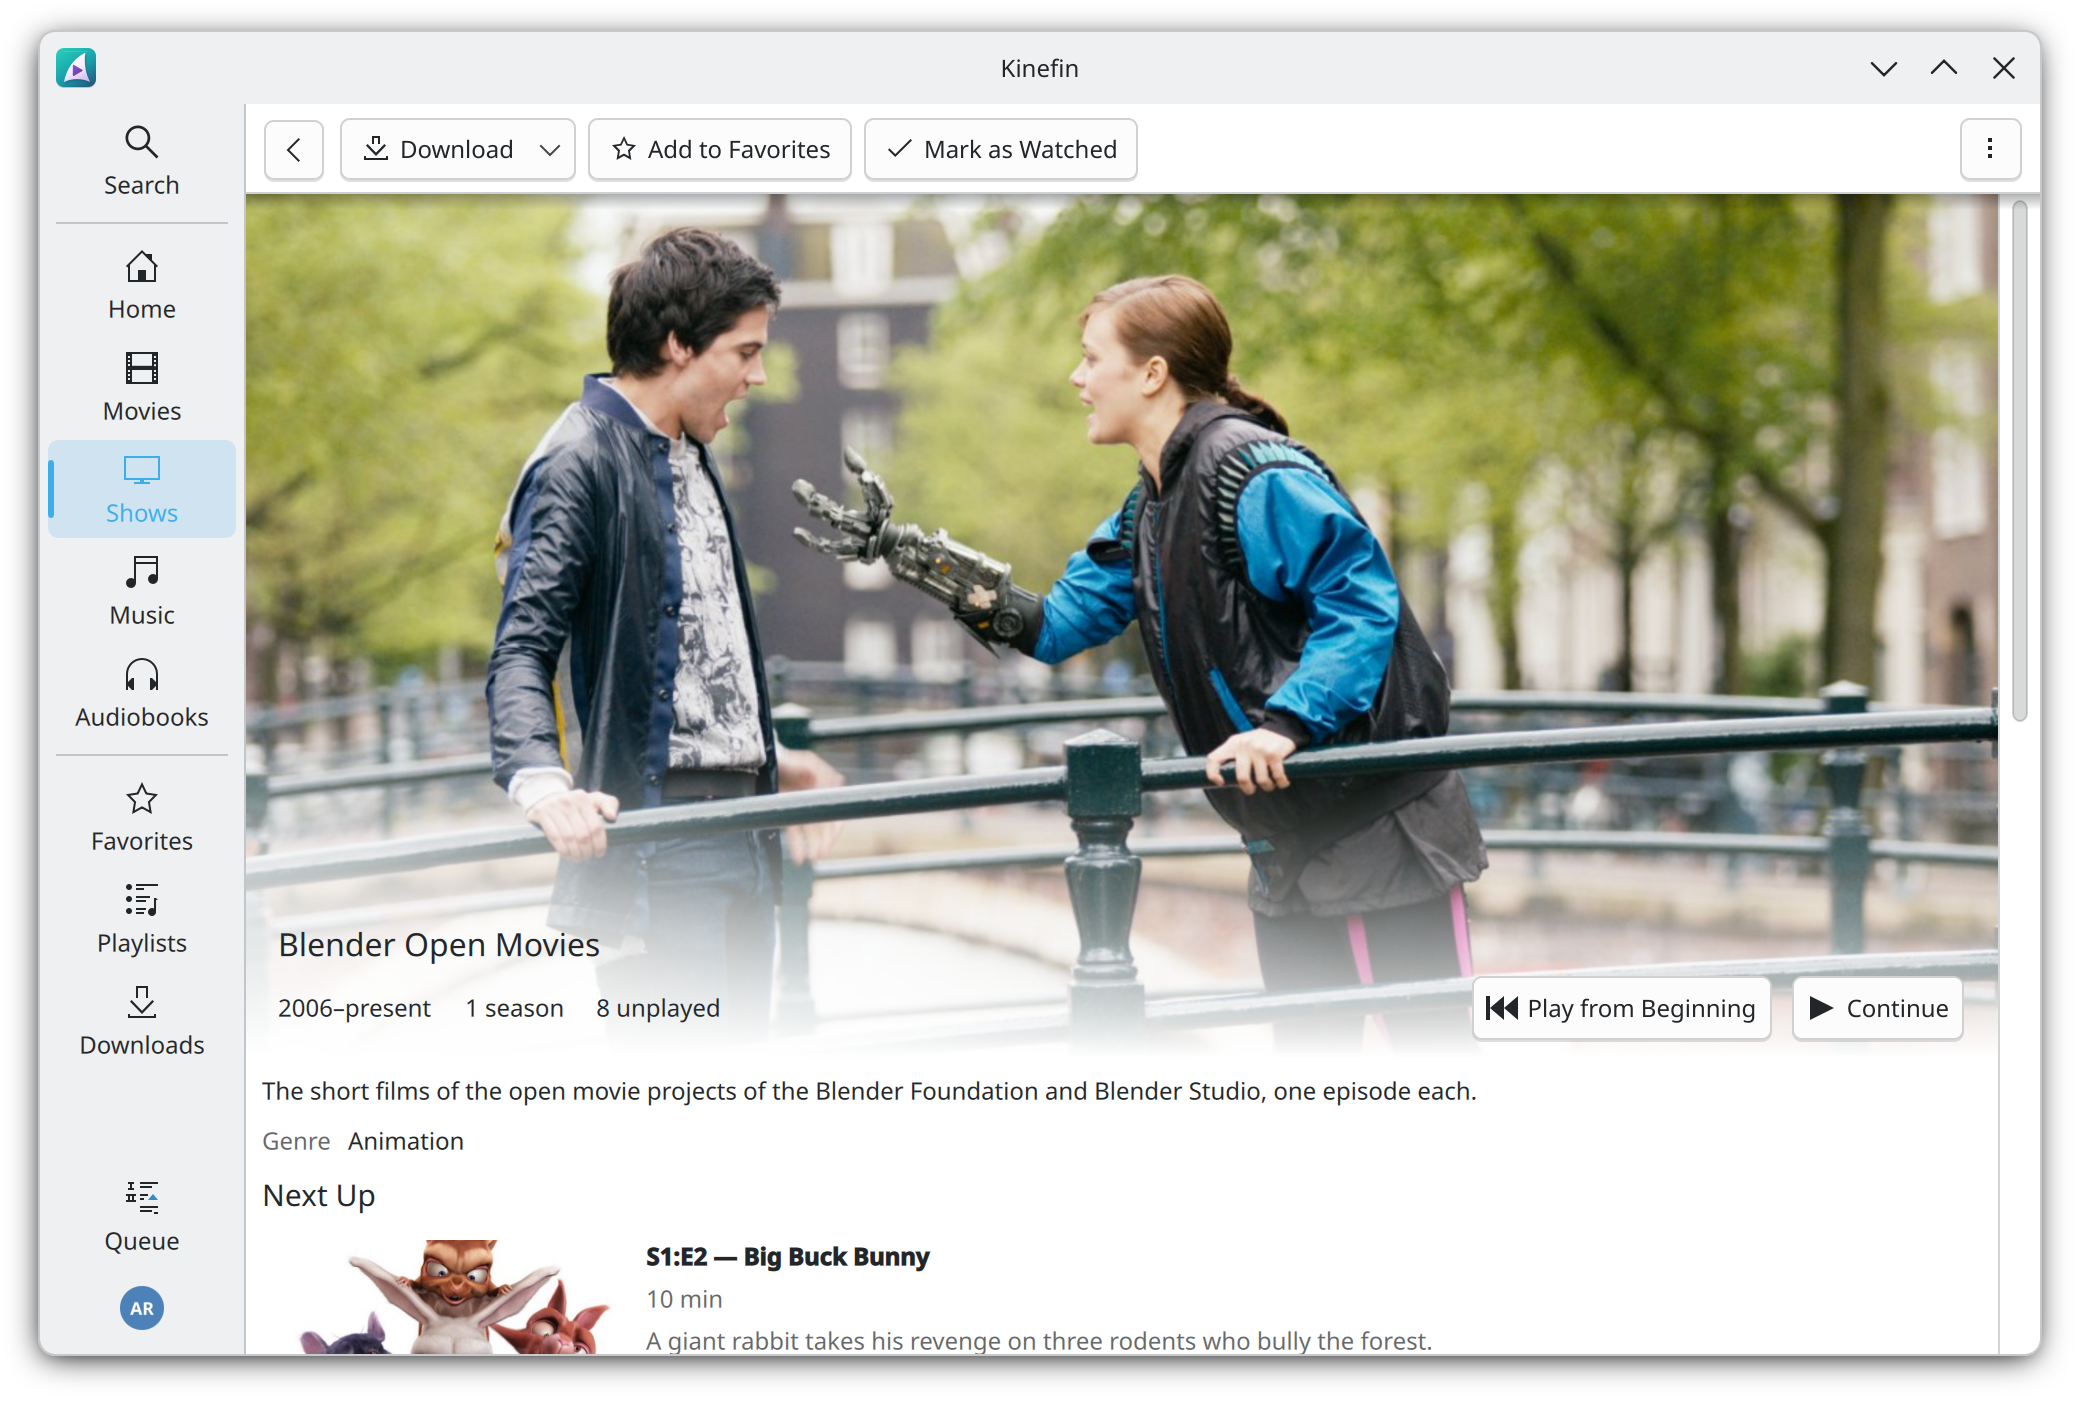 Kinefin
Search
Home
Movies
Shows
Music
Audiobooks
Favorites
Playlists
Downloads
Queue
AR
Download
Add to Favorites
Mark as Watched
Blender Open Movies
2006–present 1 season 8 unplayed
Play from Beginning
Continue
The short films of the open movie projects of the Blender Foundation and Blender Studio, one episode each.
Genre Animation
Next Up
S1:E2 — Big Buck Bunny
10 min
A giant rabbit takes his revenge on three rodents who bully the forest.